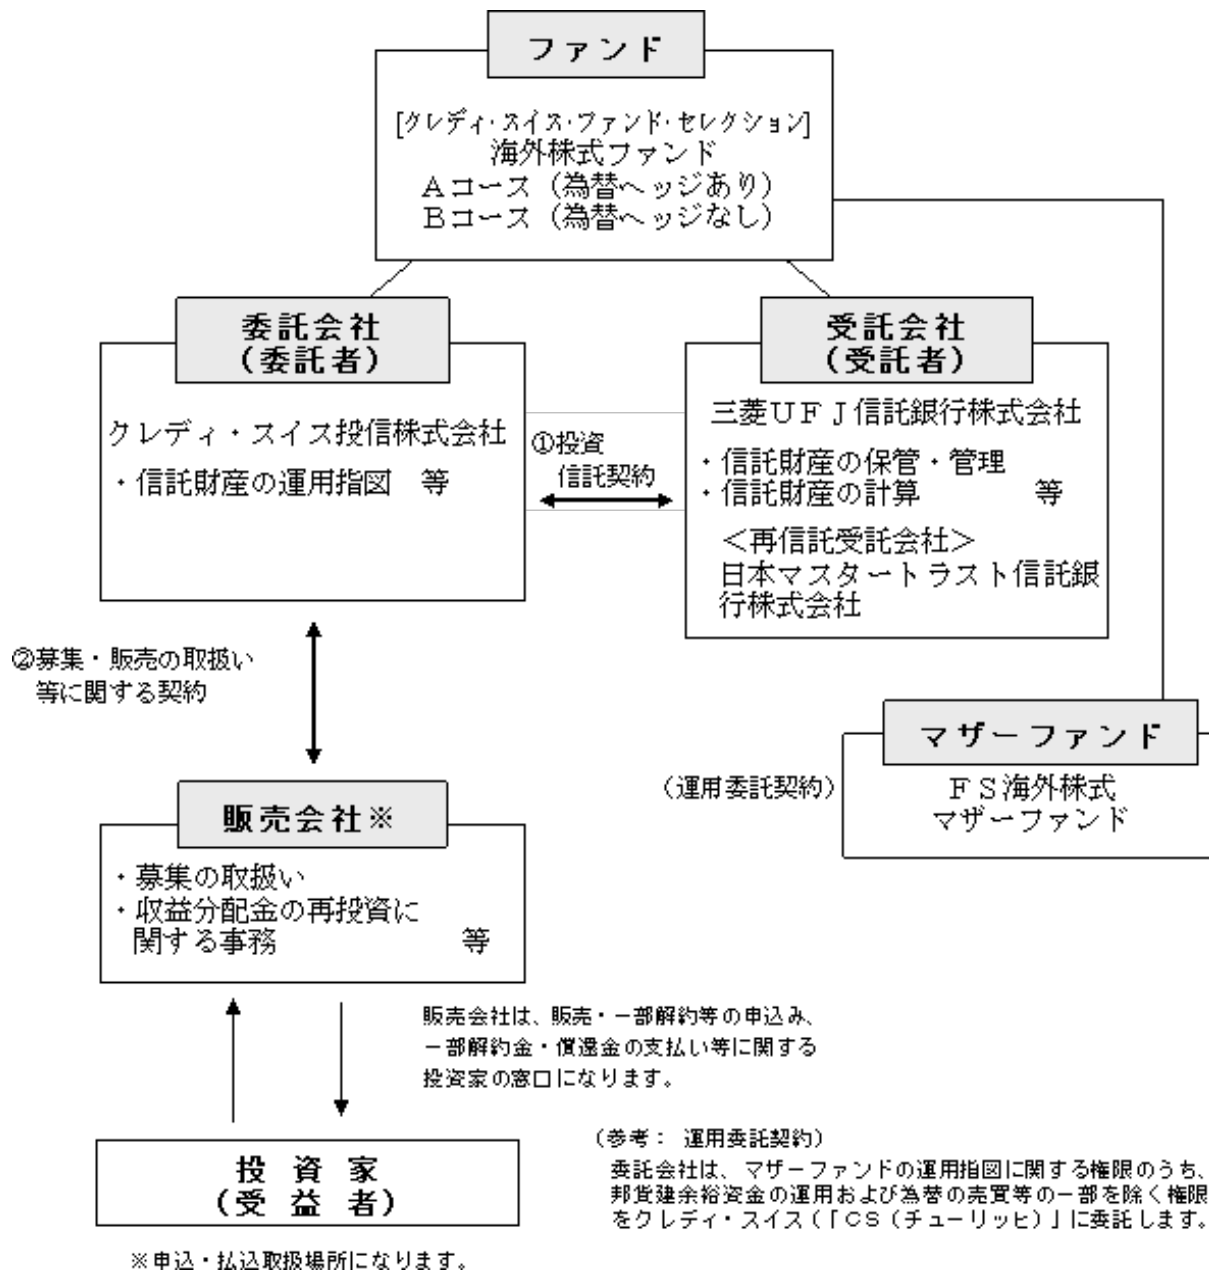 ファンド
[クレディ・スイス・ファンド・セレクション]
海外株式ファンド
Ａコース（為替ヘッジあり）
Ｂコース（為替ヘッジなし）
委託会社
（委託者）
クレディ・スイス投信株式会社
・信託財産の運用指図　等
①投資
信託契約
受託会社
（受託者）
三菱ＵＦＪ信託銀行株式会社
・信託財産の保管・管理
・信託財産の計算　　　　　等
＜再信託受託会社＞
日本マスタートラスト信託銀
行株式会社
②募集・販売の取扱い
等に関する契約
マザーファンド
（運用委託契約）
ＦＳ海外株式
マザーファンド
販売会社※
・募集の取扱い
・収益分配金の再投資に
関する事務　　　　　　　　等
販売会社は、販売・一部解約等の申込み、
一部解約金・償還金の支払い等に関する
投資家の窓口になります。
投　資　家
（受　益　者）
（参考：　運用委託契約）
委託会社は、マザーファンドの運用指図に関する権限のうち、
邦貨建余裕資金の運用および為替の売買等の一部を除く権限
をクレディ・スイス（「ＣＳ（チューリッヒ）」に委託します。
※申込・払込取扱場所になります。